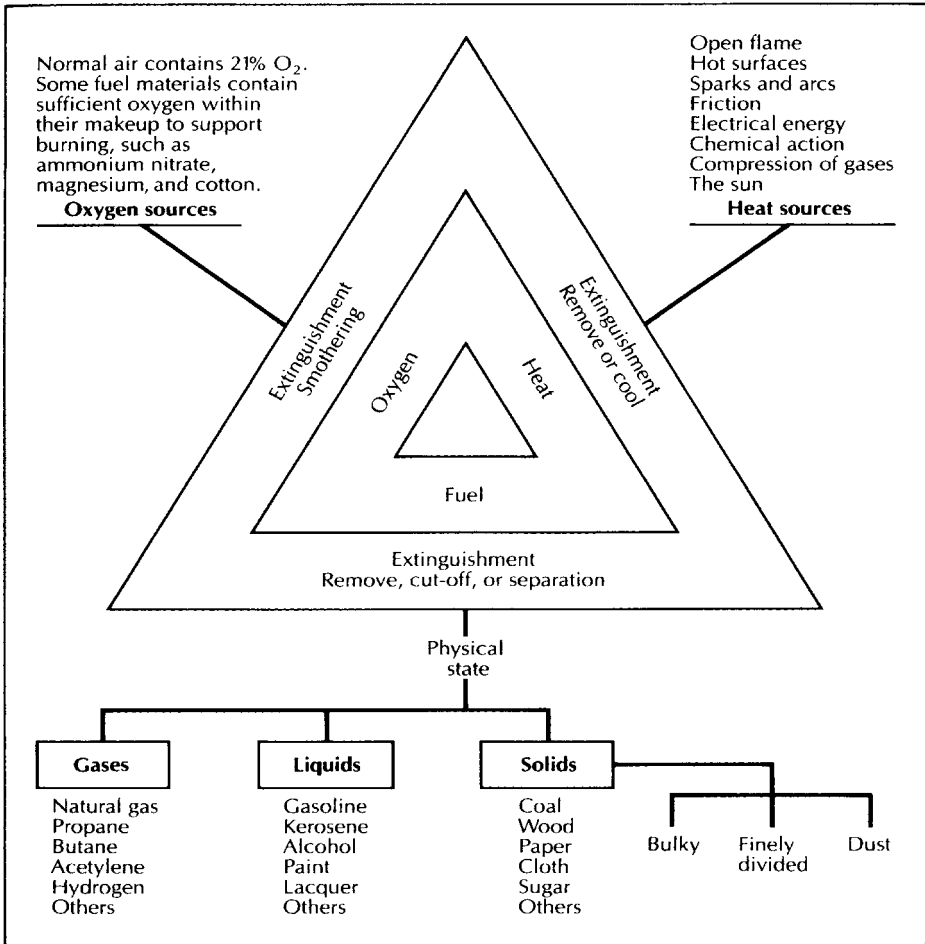 Normal air contains 21% O₂.
Some fuel materials contain
sufficient oxygen within
their makeup to support
burning, such as
ammonium nitrate,
magnesium, and cotton.
Oxygen sources
Open flame
Hot surfaces
Sparks and arcs
Friction
Electrical energy
Chemical action
Compression of gases
The sun
Heat sources
Extinguishment
Smothering
Extinguishment
Remove or cool
Oxygen
Heat
Fuel
Extinguishment
Remove, cut-off, or separation
Physical
state
Gases
Natural gas
Propane
Butane
Acetylene
Hydrogen
Others
Liquids
Gasoline
Kerosene
Alcohol
Paint
Lacquer
Others
Solids
Coal
Wood
Paper
Cloth
Sugar
Others
Bulky
Finely
divided
Dust